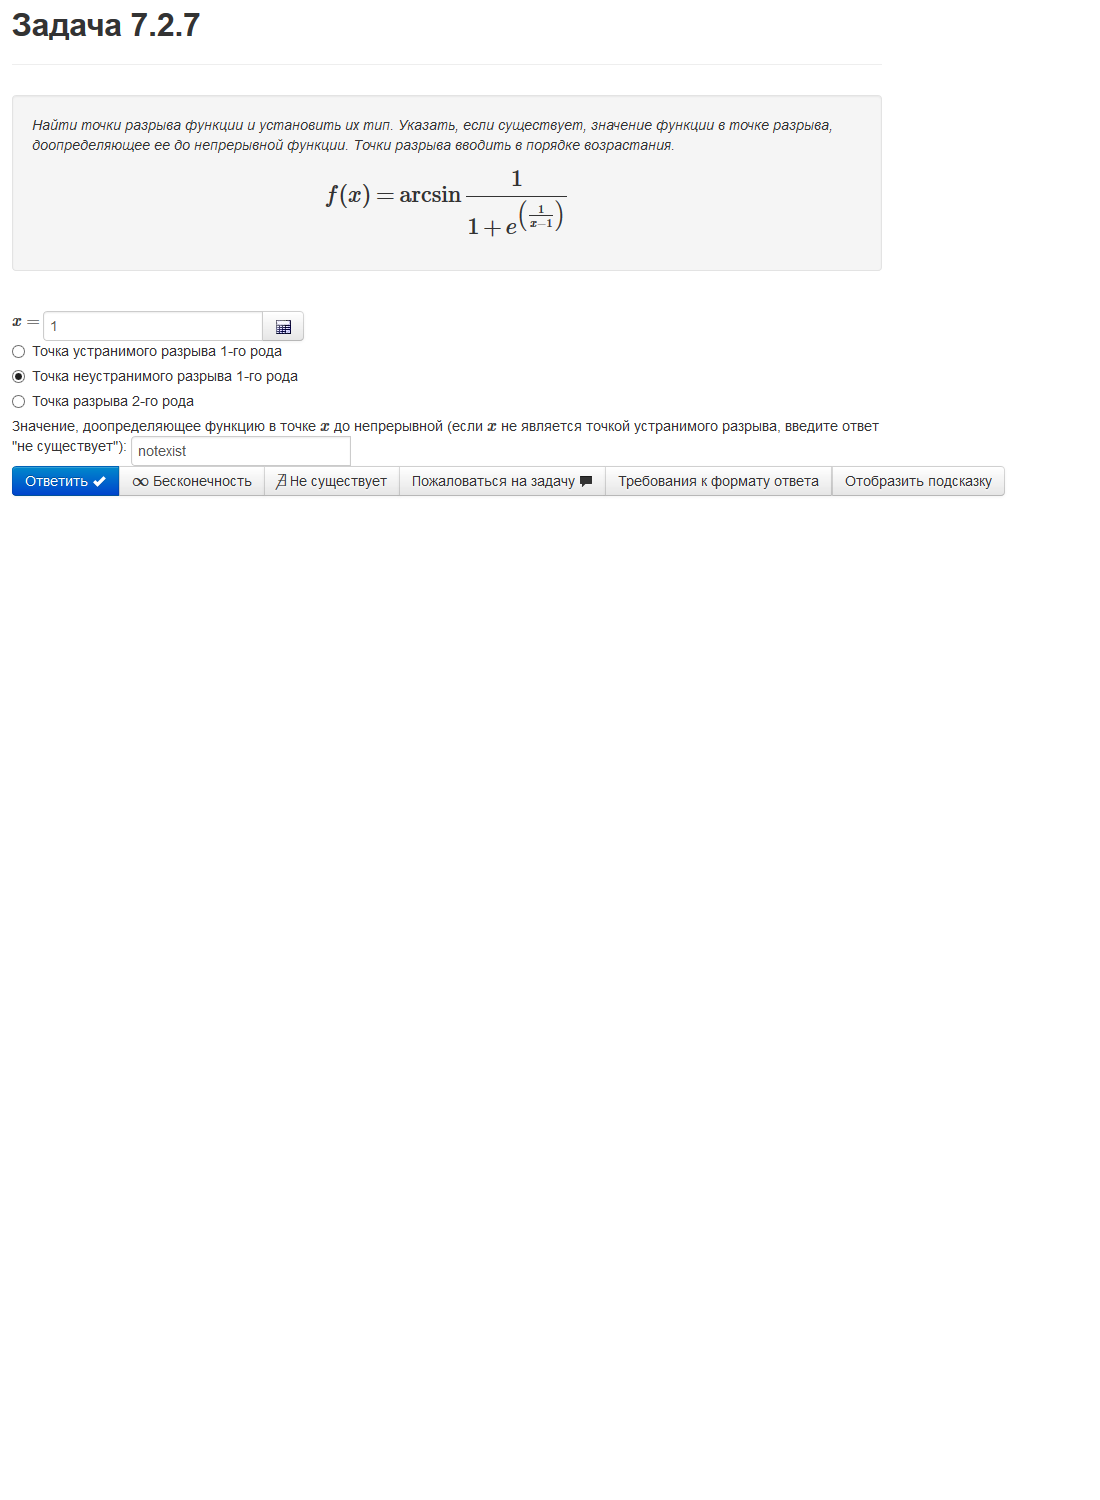 Задача 7.2.7
Найти точки разрыва функции и установить их тип. Указать, если существует, значение функции в точке разрыва,
доопределяющее ее до непрерывной функции. Точки разрыва вводить в порядке возрастания.
f(x) = arcsin 1 / (1 + e^(1/(x−1)))
x = 1
Точка устранимого разрыва 1-го рода
Точка неустранимого разрыва 1-го рода
Точка разрыва 2-го рода
Значение, доопределяющее функцию в точке x до непрерывной (если x не является точкой устранимого разрыва, введите ответ
"не существует"): notexist
Ответить ∞ Бесконечность ∄ Не существует Пожаловаться на задачу Требования к формату ответа Отобразить подсказку